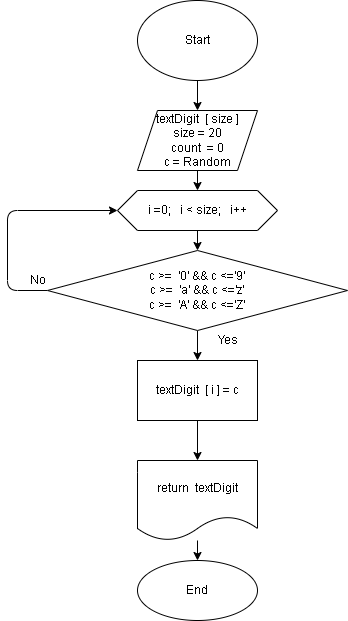 Start
textDigit [ size ]
size = 20
count = 0
c = Random
i =0; i < size; i++
c >= '0' && c <='9'
c >= 'a' && c <='z'
c >= 'A' && c <='Z'
No
Yes
textDigit [ i ] = c
return textDigit
End